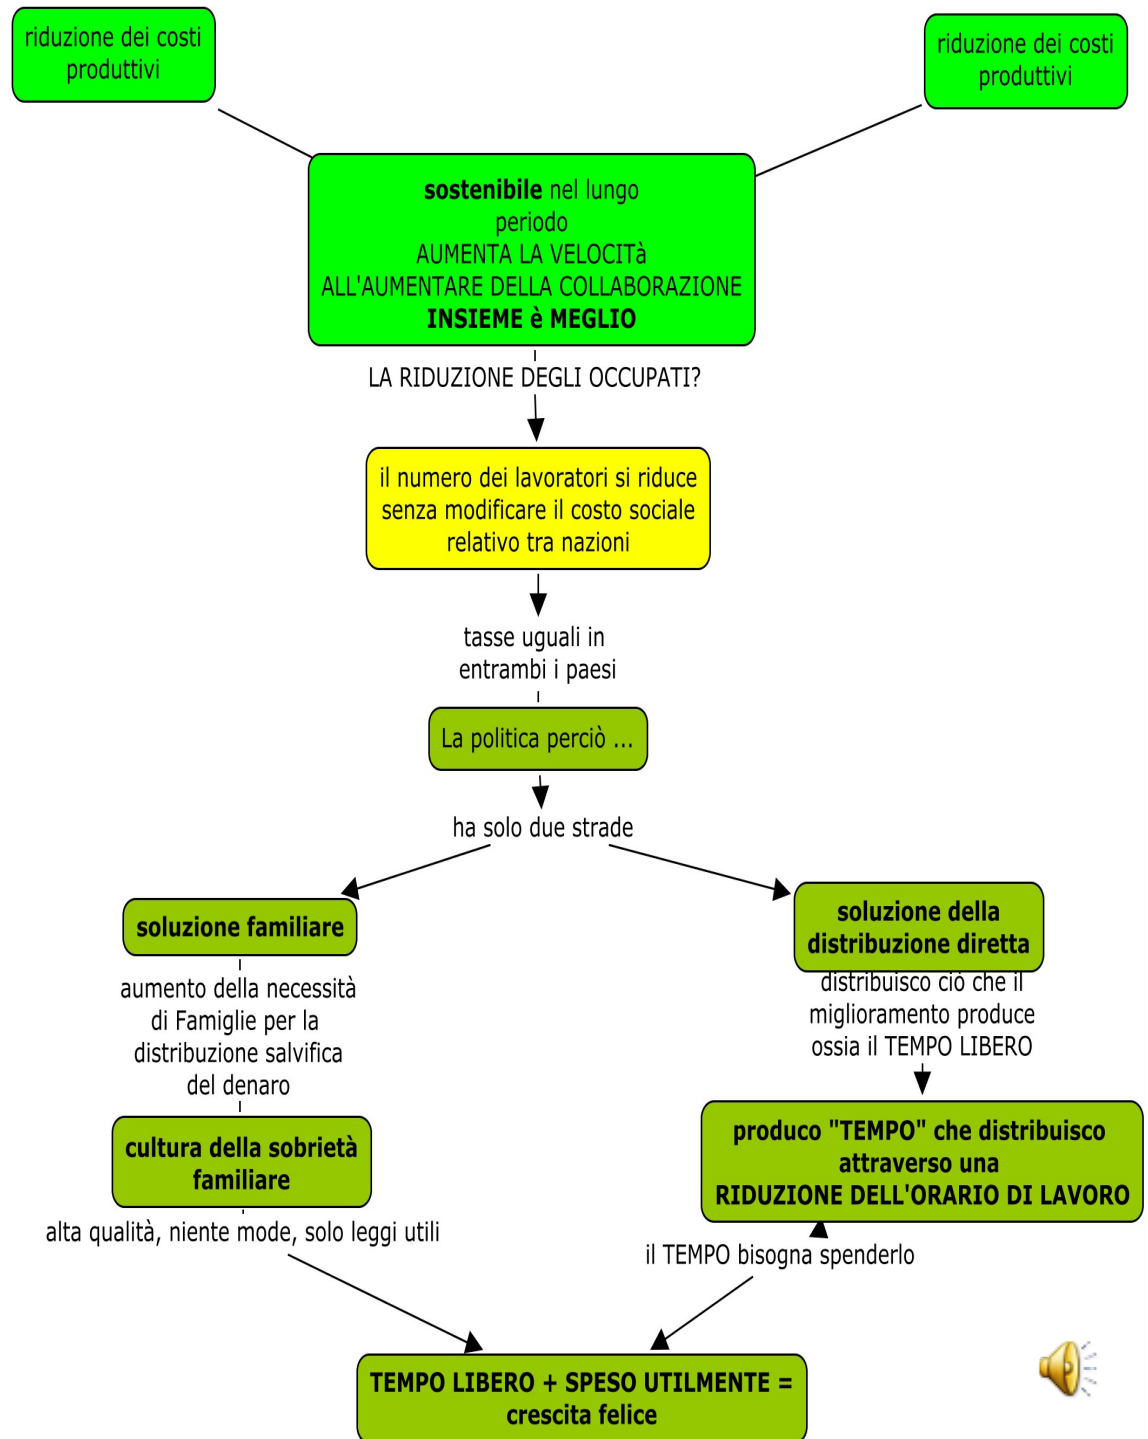 riduzione dei costi
produttivi
riduzione dei costi
produttivi
sostenibile nel lungo
periodo
AUMENTA LA VELOCITà
ALL'AUMENTARE DELLA COLLABORAZIONE
INSIEME è MEGLIO
LA RIDUZIONE DEGLI OCCUPATI?
il numero dei lavoratori si riduce
senza modificare il costo sociale
relativo tra nazioni
tasse uguali in
entrambi i paesi
La politica perciò ...
ha solo due strade
soluzione familiare
aumento della necessità
di Famiglie per la
distribuzione salvifica
del denaro
cultura della sobrietà
familiare
alta qualità, niente mode, solo leggi utili
soluzione della
distribuzione diretta
distribuisco ciò che il
miglioramento produce
ossia il TEMPO LIBERO
produco "TEMPO" che distribuisco
attraverso una
RIDUZIONE DELL'ORARIO DI LAVORO
il TEMPO bisogna spenderlo
TEMPO LIBERO + SPESO UTILMENTE =
crescita felice